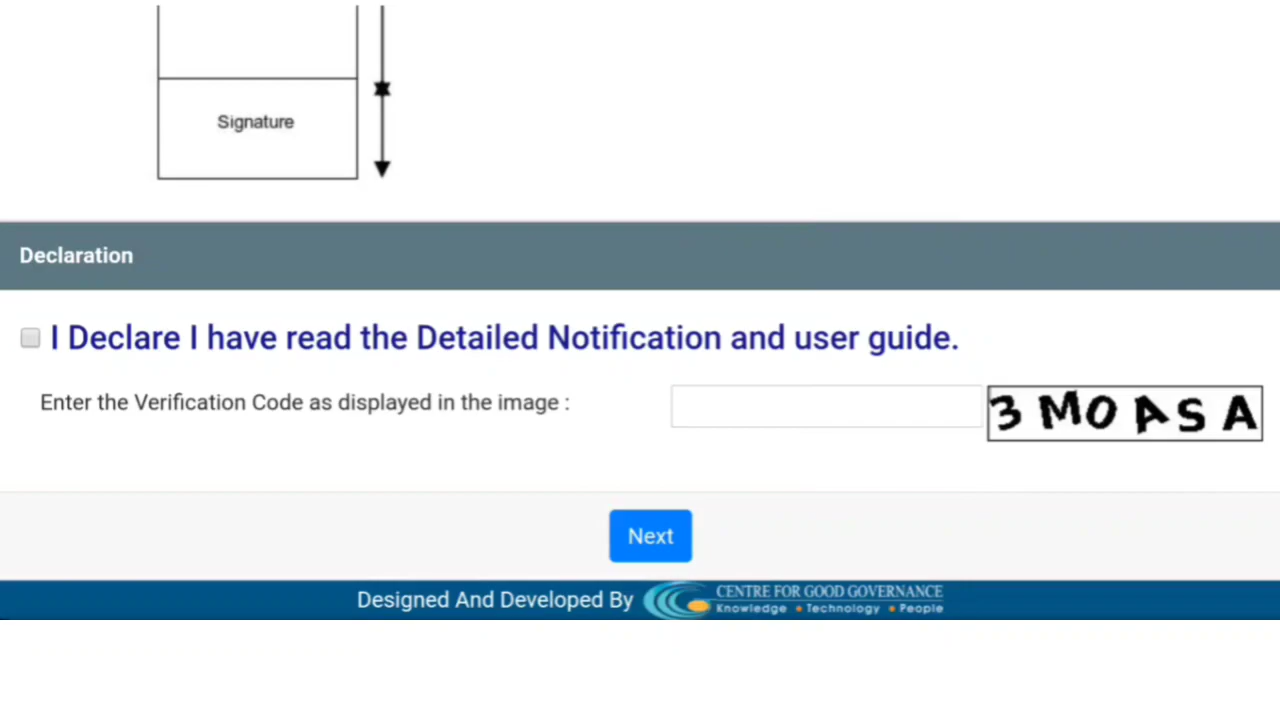 Signature
Declaration
I Declare I have read the Detailed Notification and user guide.
Enter the Verification Code as displayed in the image :
3 M O A S A
Next
Designed And Developed By
CENTRE FOR GOOD GOVERNANCE
Knowledge • Technology • People